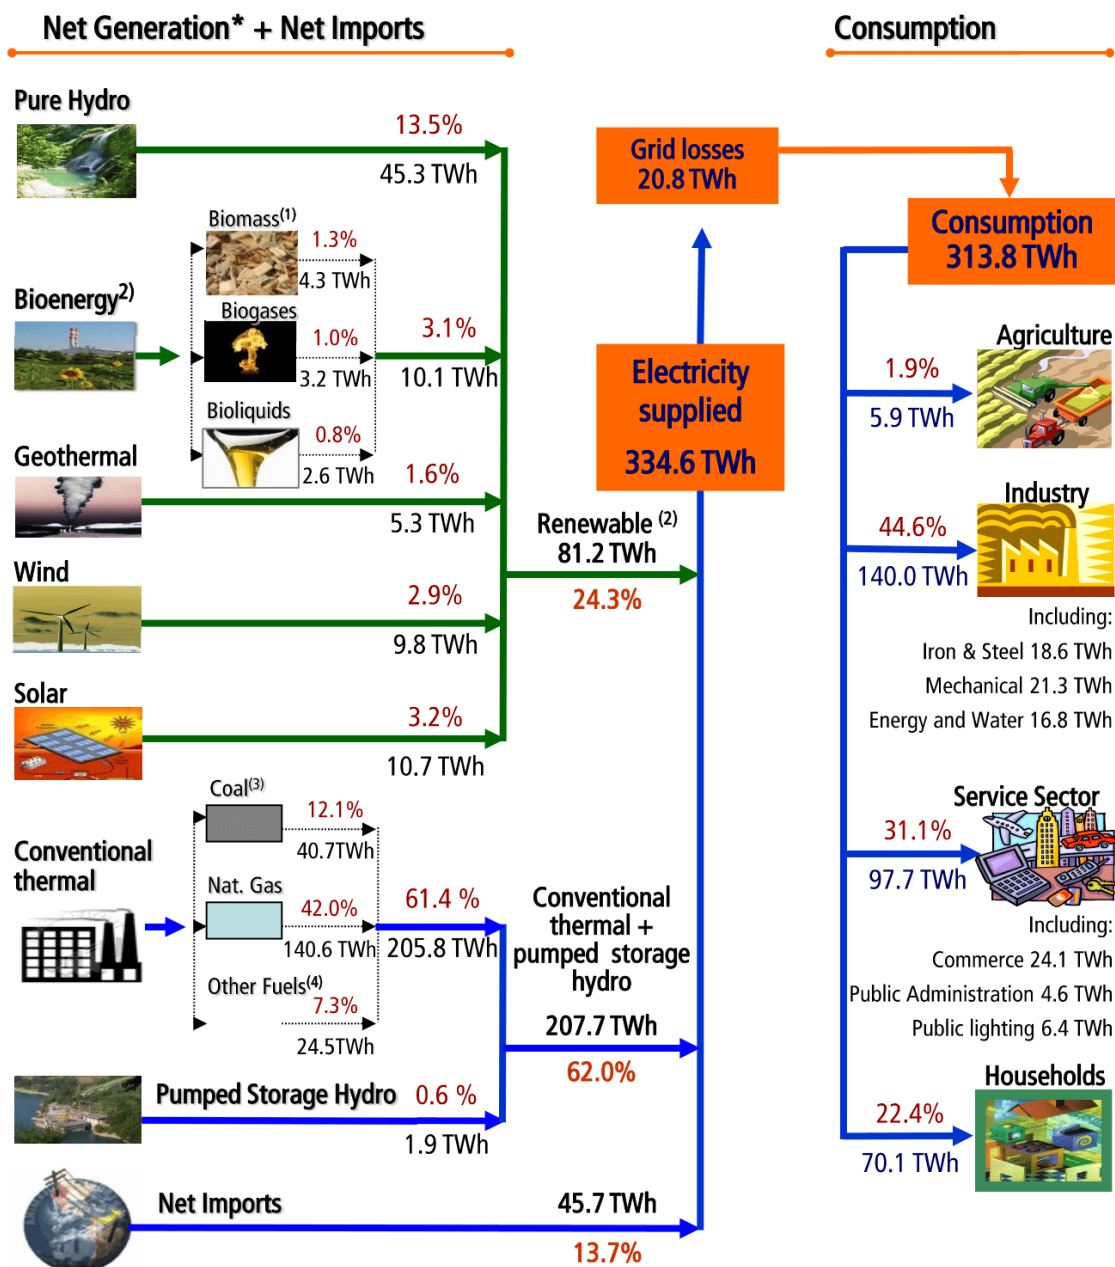 Net Generation* + Net Imports
Consumption
Pure Hydro
13.5%
45.3 TWh
Grid losses
20.8 TWh
Consumption
313.8 TWh
Biomass(1)
1.3%
4.3 TWh
Bioenergy2)
Biogases
1.0%
3.2 TWh
3.1%
10.1 TWh
Bioliquids
0.8%
2.6 TWh
Electricity
supplied
334.6 TWh
Agriculture
1.9%
5.9 TWh
Geothermal
1.6%
5.3 TWh
Industry
44.6%
140.0 TWh
Renewable (2)
81.2 TWh
24.3%
Wind
2.9%
9.8 TWh
Including:
Iron & Steel 18.6 TWh
Mechanical 21.3 TWh
Energy and Water 16.8 TWh
Solar
3.2%
10.7 TWh
Coal(3)
12.1%
40.7TWh
Service Sector
31.1%
97.7 TWh
Conventional
thermal
Nat. Gas
42.0%
140.6 TWh
61.4 %
205.8 TWh
Conventional
thermal +
pumped storage
hydro
207.7 TWh
62.0%
Including:
Commerce 24.1 TWh
Public Administration 4.6 TWh
Public lighting 6.4 TWh
Other Fuels(4)
7.3%
24.5TWh
Households
22.4%
70.1 TWh
Pumped Storage Hydro
0.6 %
1.9 TWh
Net Imports
45.7 TWh
13.7%